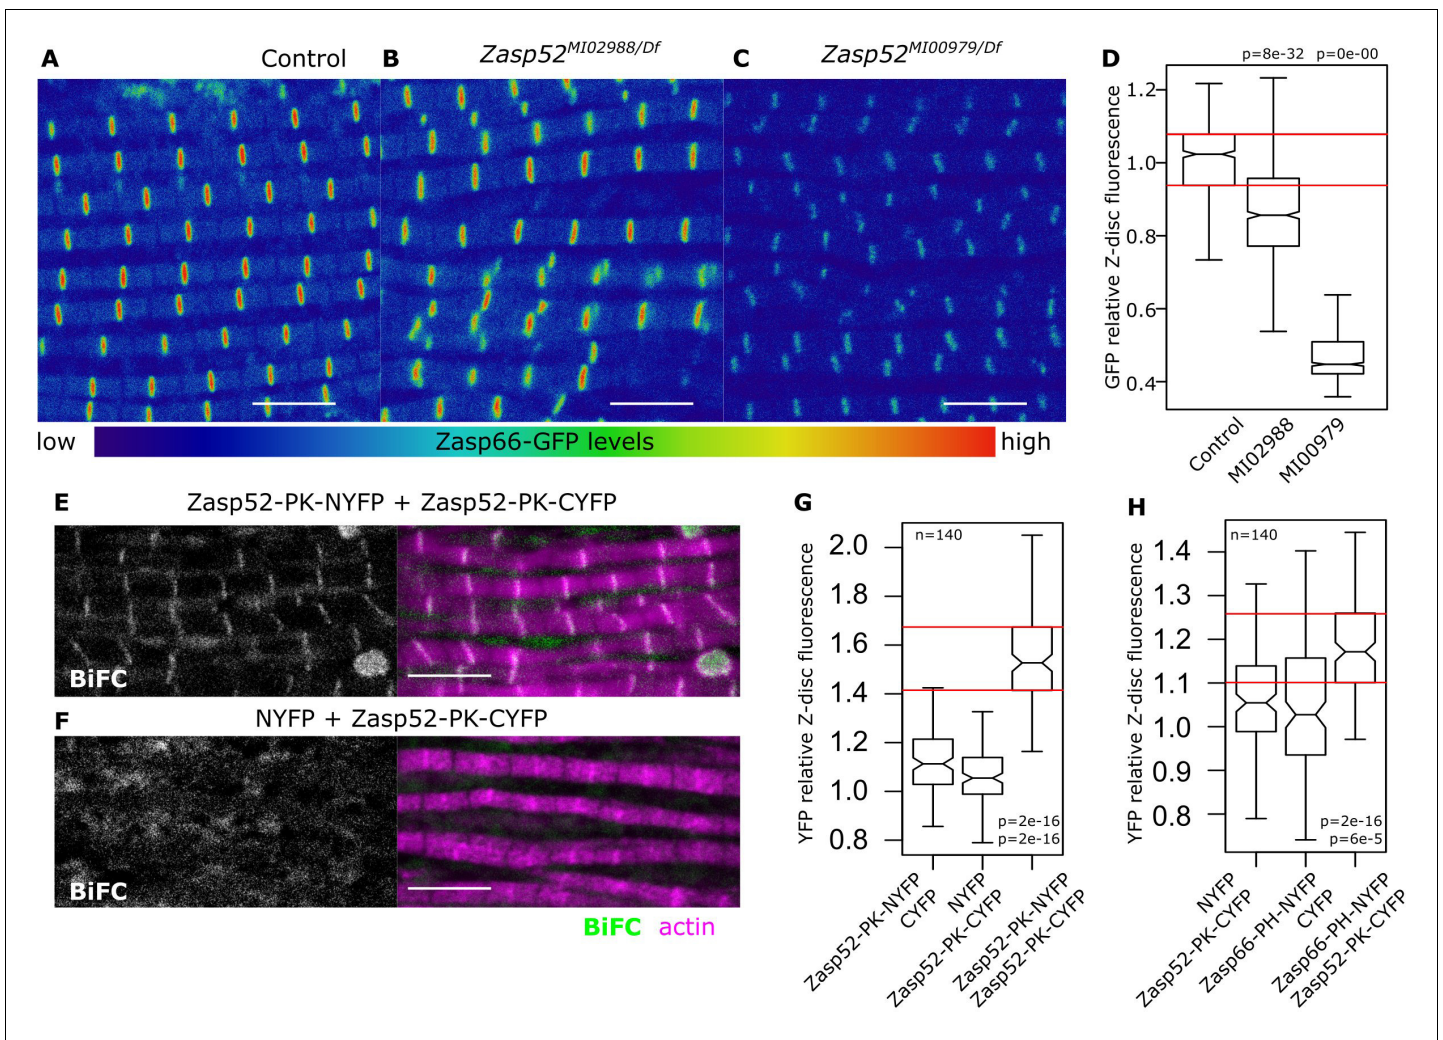 A Control B Zasp52MI02988/Df C Zasp52MI00979/Df
low Zasp66-GFP levels high
D p=8e-32 p=0e-00
GFP relative Z-disc fluorescence
1.2
1.0
0.8
0.6
0.4
Control
MI02988
MI00979
E Zasp52-PK-NYFP + Zasp52-PK-CYFP
BiFC
F NYFP + Zasp52-PK-CYFP
BiFC
BiFC actin
G
n=140
YFP relative Z-disc fluorescence
2.0
1.8
1.6
1.4
1.2
1.0
0.8
p=2e-16
p=2e-16
Zasp52-PK-NYFP
CYFP
NYFP
Zasp52-PK-CYFP
Zasp52-PK-NYFP
Zasp52-PK-CYFP
H
n=140
YFP relative Z-disc fluorescence
1.4
1.3
1.2
1.1
1.0
0.9
0.8
p=2e-16
p=6e-5
NYFP
Zasp52-PK-CYFP
Zasp66-PH-NYFP
CYFP
Zasp66-PH-NYFP
Zasp52-PK-CYFP